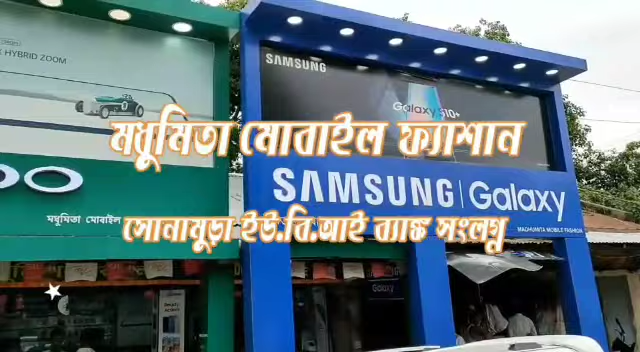 HYBRID ZOOM
SAMSUNG
Galaxy S10+
মধুমিতা মোবাইল ফ্যাশান
SAMSUNG | Galaxy
মধুমিতা মোবাইল
সোনামুড়া ইউ.বি.আই ব্যাঙ্ক সংলগ্ন
MADHUMITA MOBILE FASHION
Galaxy